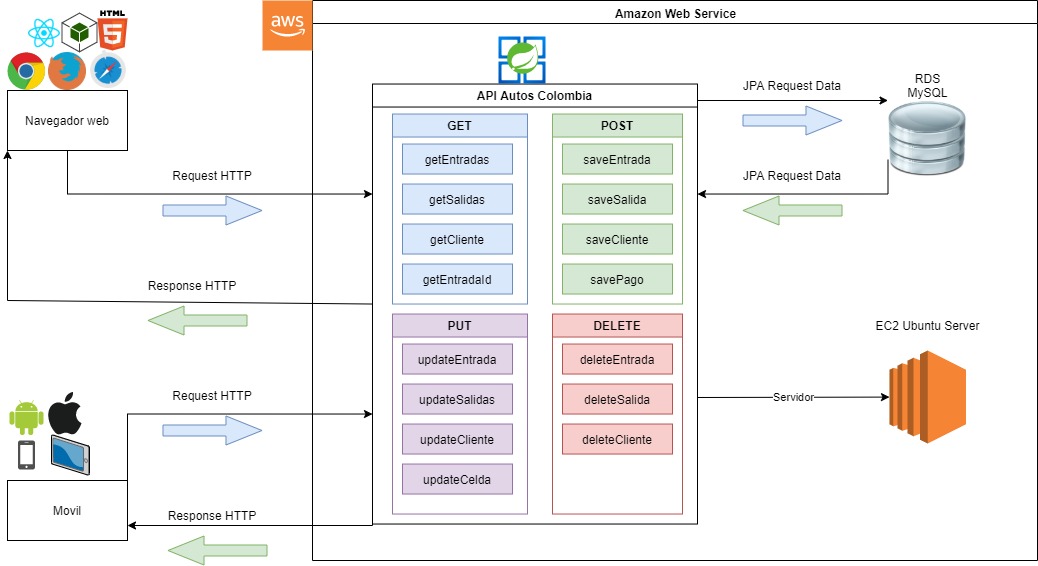 HTML
5
aws
Amazon Web Service
Navegador web
API Autos Colombia
JPA Request Data
RDS
MySQL
GET
POST
getEntradas
saveEntrada
Request HTTP
JPA Request Data
getSalidas
saveSalida
getCliente
saveCliente
getEntradaId
savePago
Response HTTP
PUT
DELETE
EC2 Ubuntu Server
updateEntrada
deleteEntrada
Request HTTP
updateSalidas
deleteSalida
Servidor
updateCliente
deleteCliente
updateCelda
Movil
Response HTTP